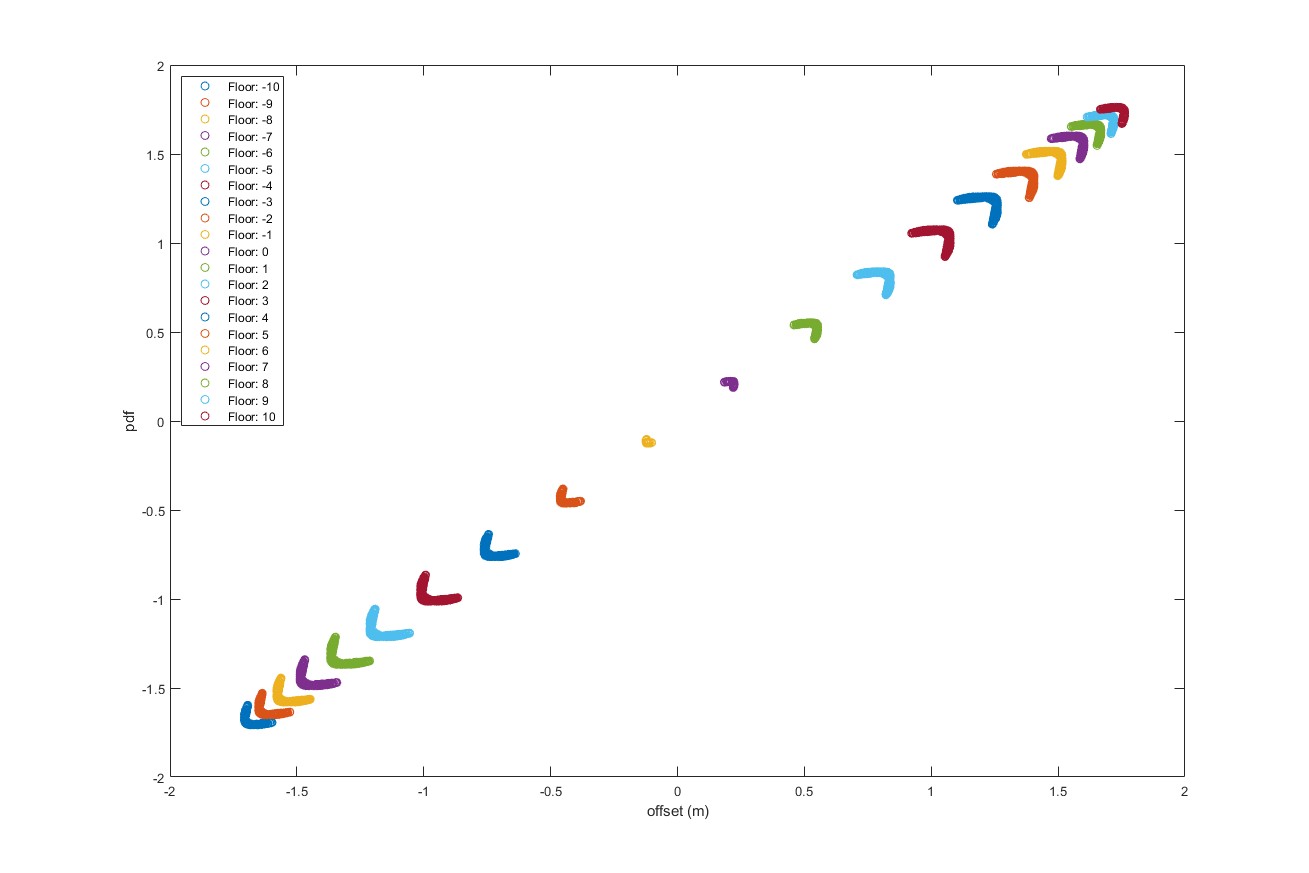 2
1.5
1
0.5
0
-0.5
-1
-1.5
-2
pdf
Floor: -10
Floor: -9
Floor: -8
Floor: -7
Floor: -6
Floor: -5
Floor: -4
Floor: -3
Floor: -2
Floor: -1
Floor: 0
Floor: 1
Floor: 2
Floor: 3
Floor: 4
Floor: 5
Floor: 6
Floor: 7
Floor: 8
Floor: 9
Floor: 10
-2 -1.5 -1 -0.5 0 0.5 1 1.5 2
offset (m)